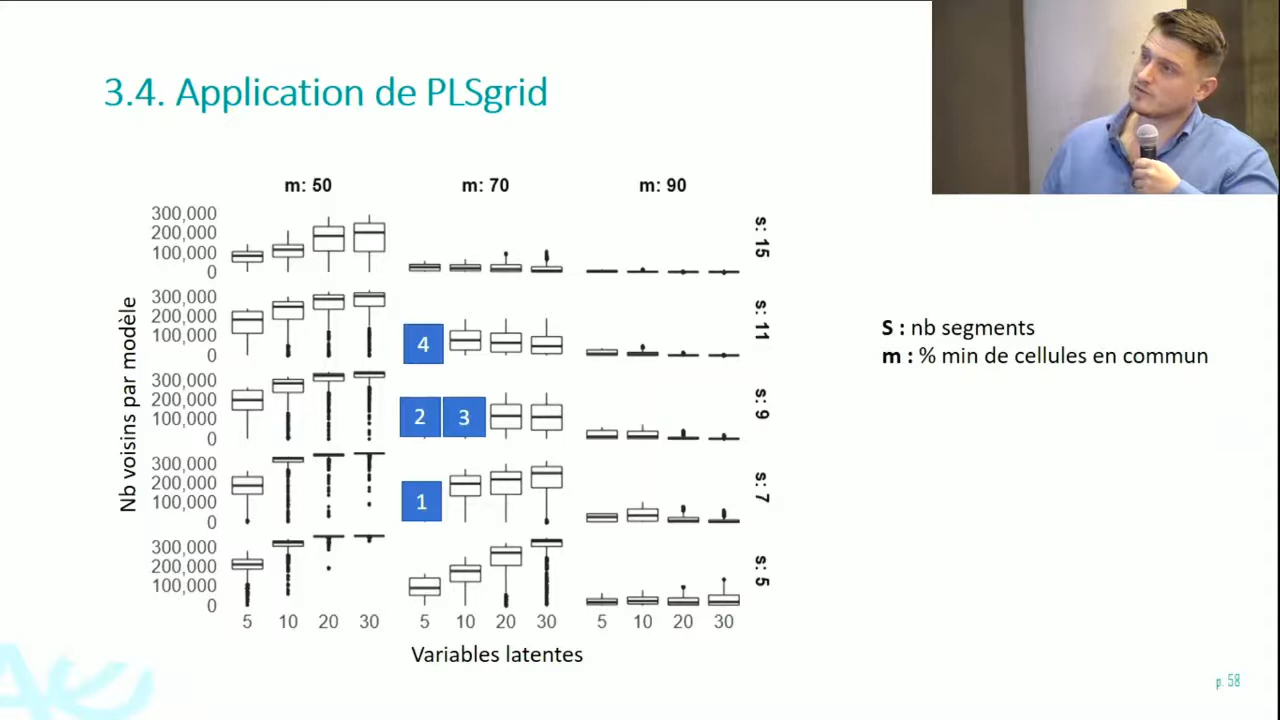 3.4. Application de PLSgrid
m: 50 m: 70 m: 90
Nb voisins par modèle
300,000
200,000
100,000
0
s: 15
300,000
200,000
100,000
0
4
s: 11
300,000
200,000
100,000
0
2 3
s: 9
300,000
200,000
100,000
0
1
s: 7
300,000
200,000
100,000
0
s: 5
5 10 20 30 5 10 20 30 5 10 20 30
Variables latentes
S : nb segments
m : % min de cellules en commun
p. 58